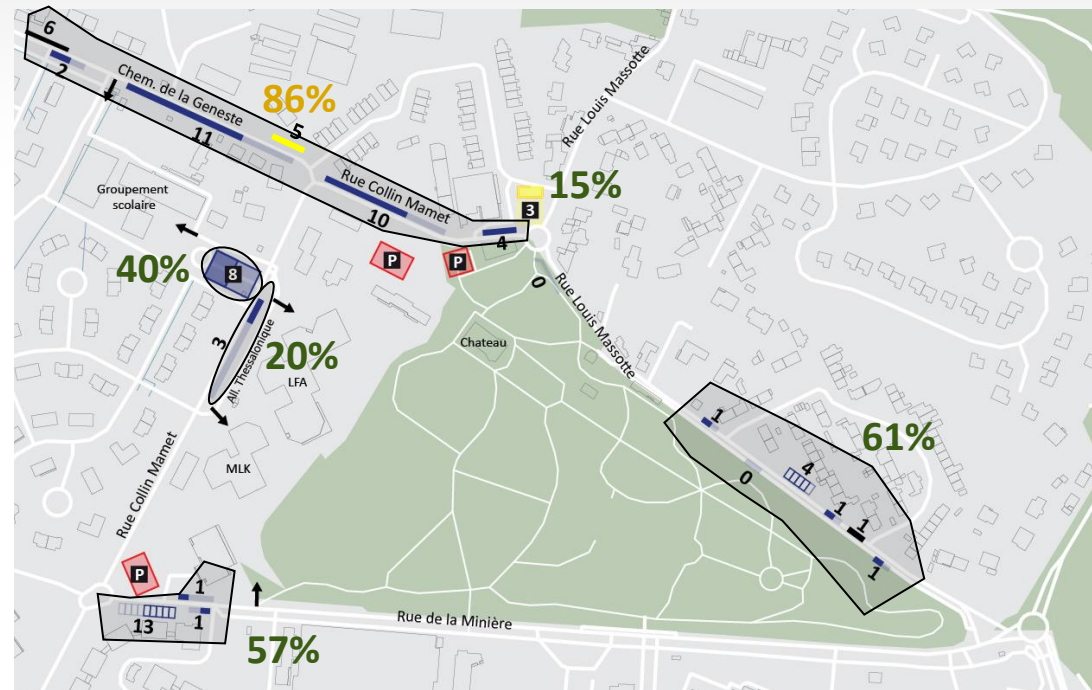 6
2
Chem. de la Geneste
11
86%
5
Rue Louis Massotte
Rue Collin Mamet
10
4
15%
3
Groupement
scolaire
P
P
40%
8
0
Rue Louis Massotte
3
All. Thessalonique
20%
LFA
Chateau
MLK
Rue Collin Mamet
1
61%
4
0
1
1
1
P
1
13
1
Rue de la Minière
57%